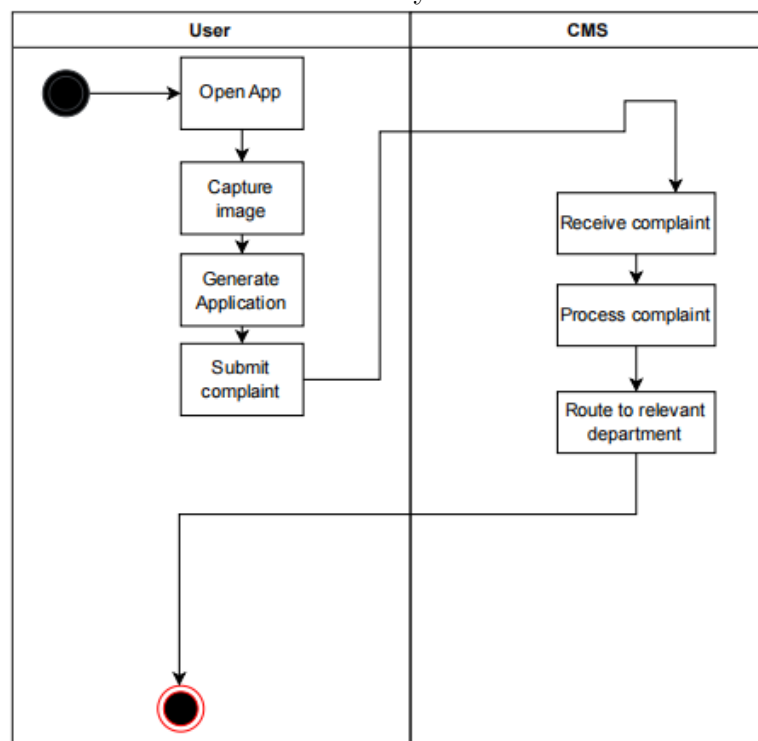 User
CMS
Open App
Capture
image
Generate
Application
Submit
complaint
Receive complaint
Process complaint
Route to relevant
department